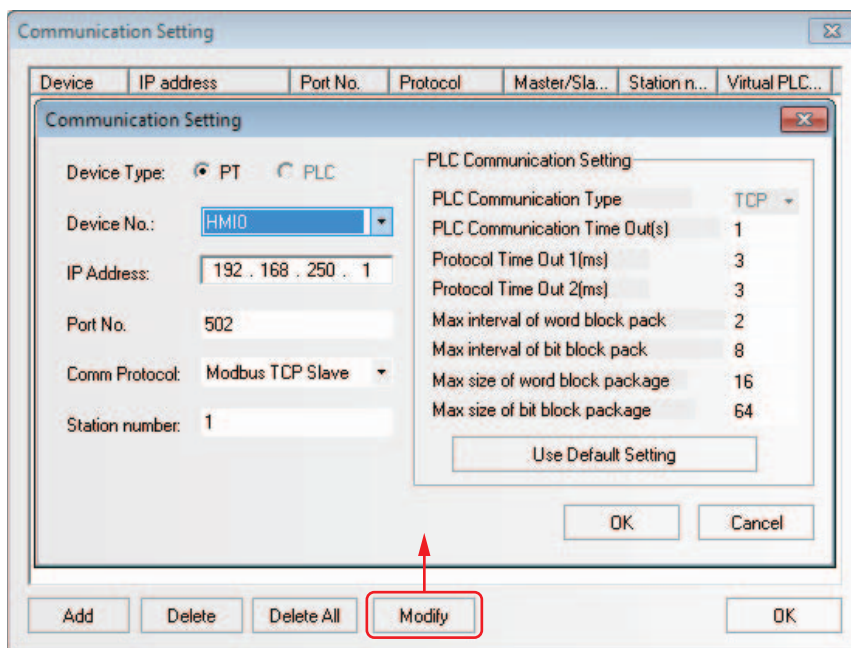 Communication Setting
Device IP address Port No. Protocol Master/Sla... Station n... Virtual PLC...
Communication Setting
Device Type: PT PLC
Device No.: HMI0
IP Address: 192 . 168 . 250 . 1
Port No. 502
Comm Protocol: Modbus TCP Slave
Station number: 1
PLC Communication Setting
PLC Communication Type TCP
PLC Communication Time Out(s) 1
Protocol Time Out 1(ms) 3
Protocol Time Out 2(ms) 3
Max interval of word block pack 2
Max interval of bit block pack 8
Max size of word block package 16
Max size of bit block package 64
Use Default Setting
OK Cancel
Add Delete Delete All Modify OK